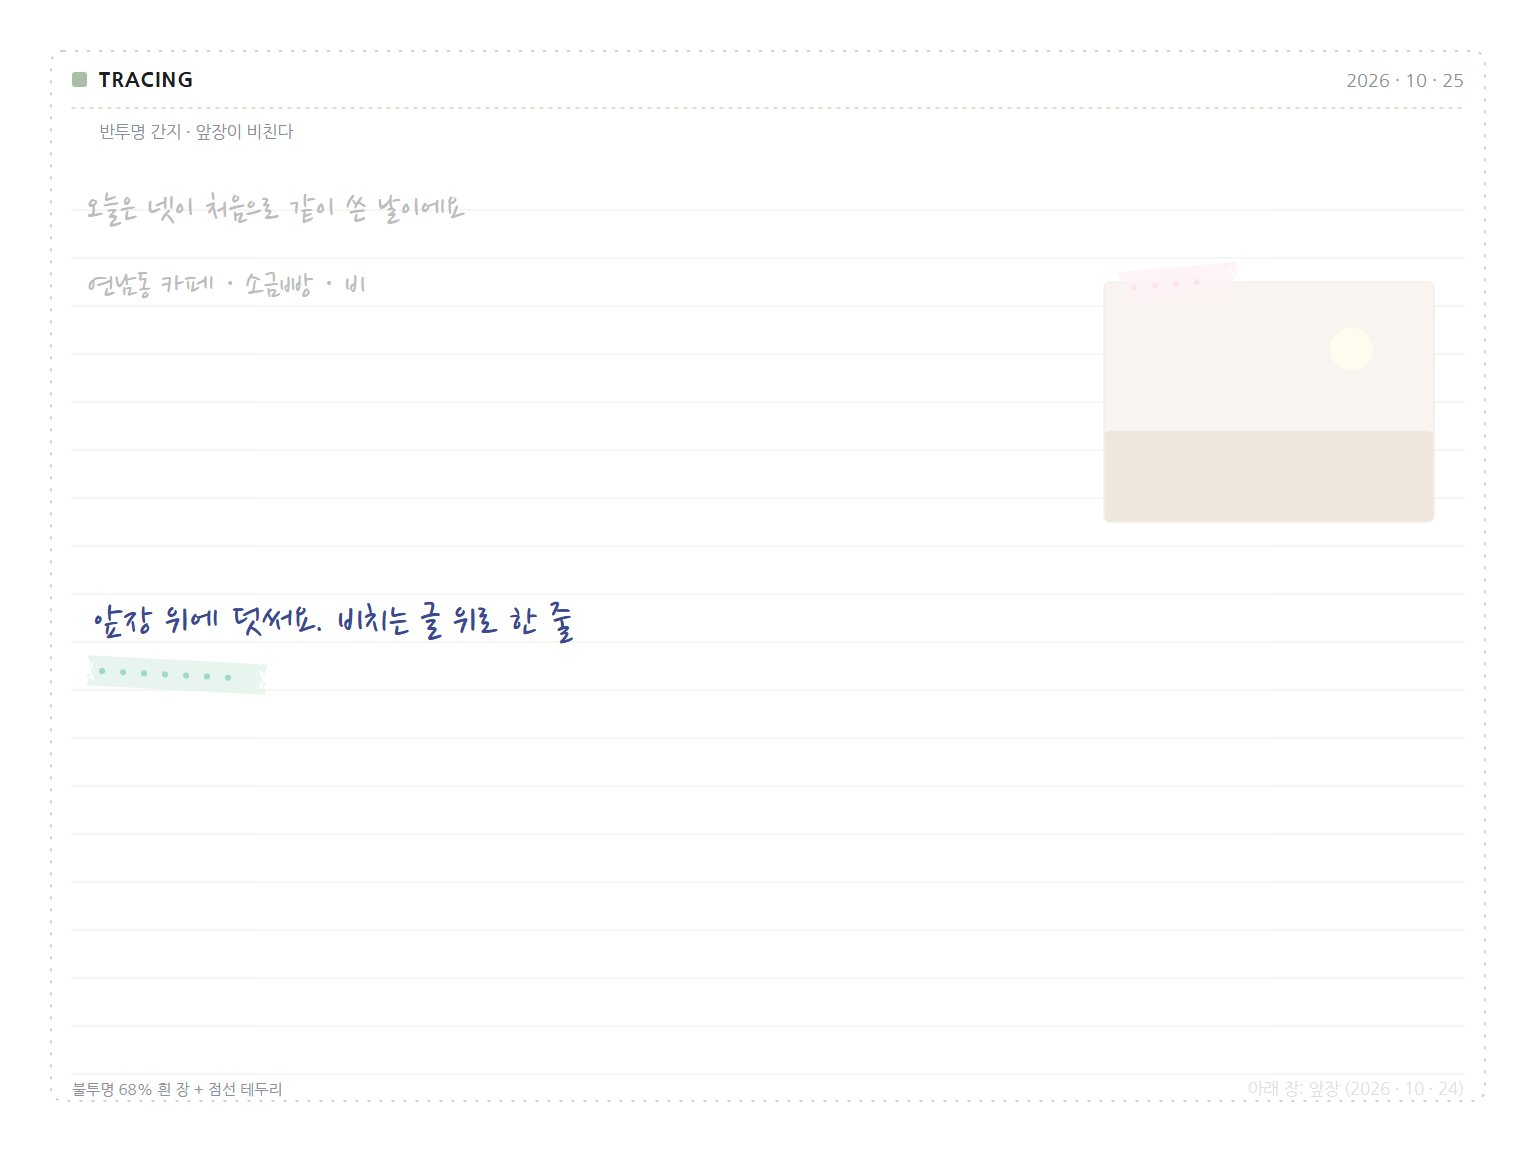 TRACING
2026 · 10 · 25
반투명 간지 · 앞장이 비친다
오늘은 넷이 처음으로 같이 쓴 날이에요
연남동 카페 · 소금빵 · 비
앞장 위에 덧써요. 비치는 글 위로 한 줄
불투명 68% 흰 장 + 점선 테두리
아래 장: 앞장 (2026 · 10 · 24)